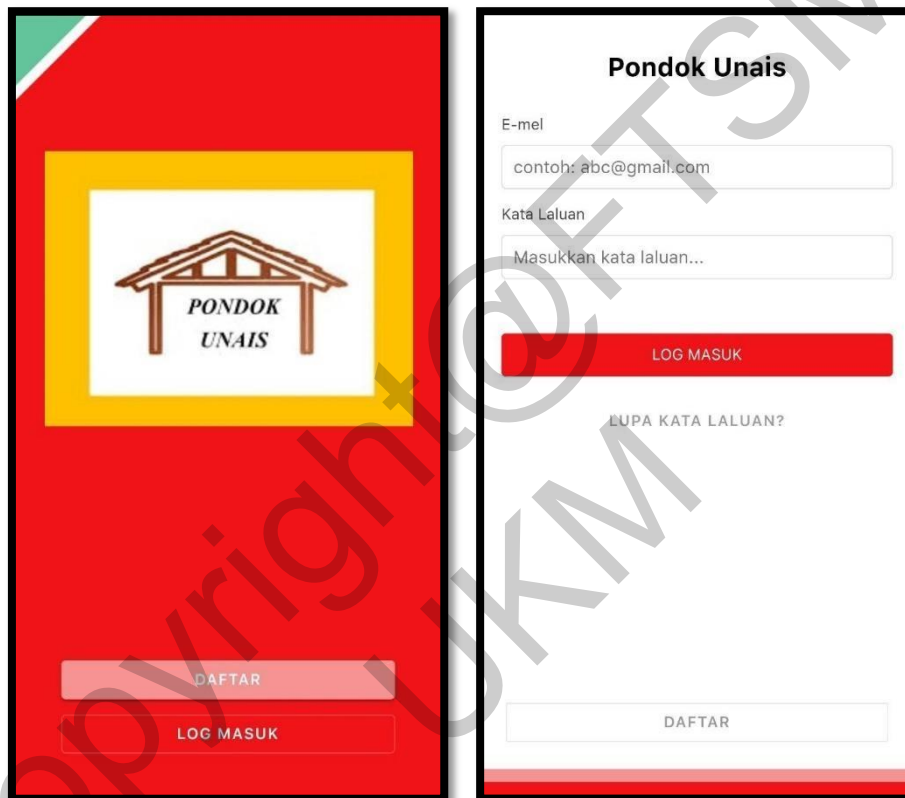 PONDOK
UNAIS
DAFTAR
LOG MASUK
Pondok Unais
E-mel
contoh: abc@gmail.com
Kata Laluan
Masukkan kata laluan...
LOG MASUK
LUPA KATA LALUAN?
DAFTAR
opyright@FTSM
UKM